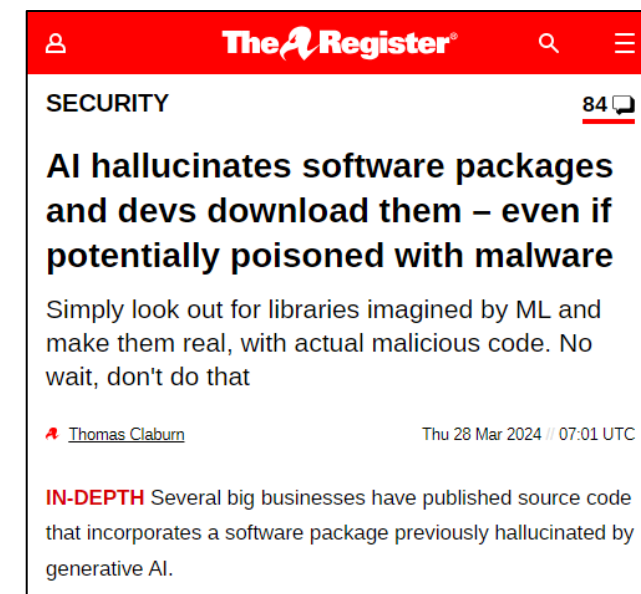 The Register®
SECURITY
84
AI hallucinates software packages
and devs download them – even if
potentially poisoned with malware
Simply look out for libraries imagined by ML and
make them real, with actual malicious code. No
wait, don't do that
Thomas Claburn
Thu 28 Mar 2024 // 07:01 UTC
IN-DEPTH Several big businesses have published source code
that incorporates a software package previously hallucinated by
generative AI.